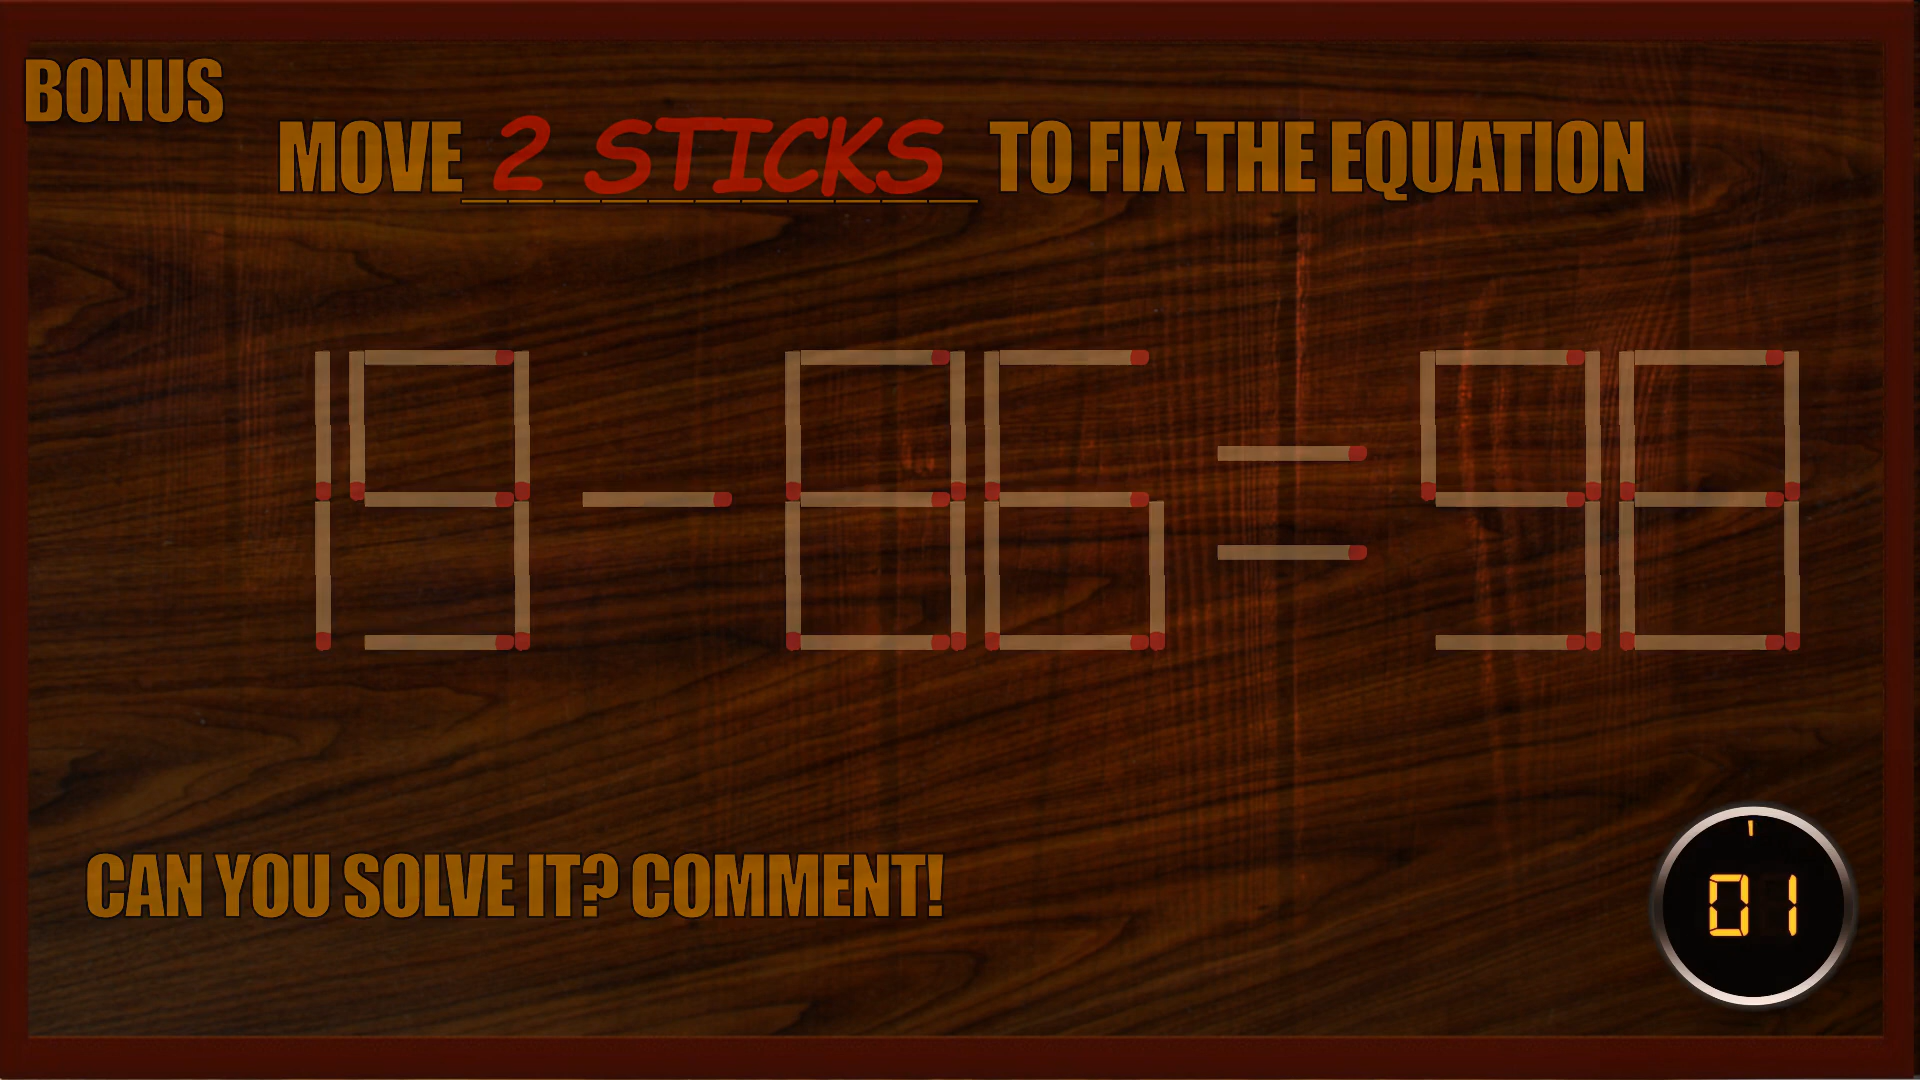 BONUS
MOVE 2 STICKS TO FIX THE EQUATION
19-86=98
CAN YOU SOLVE IT? COMMENT!
01